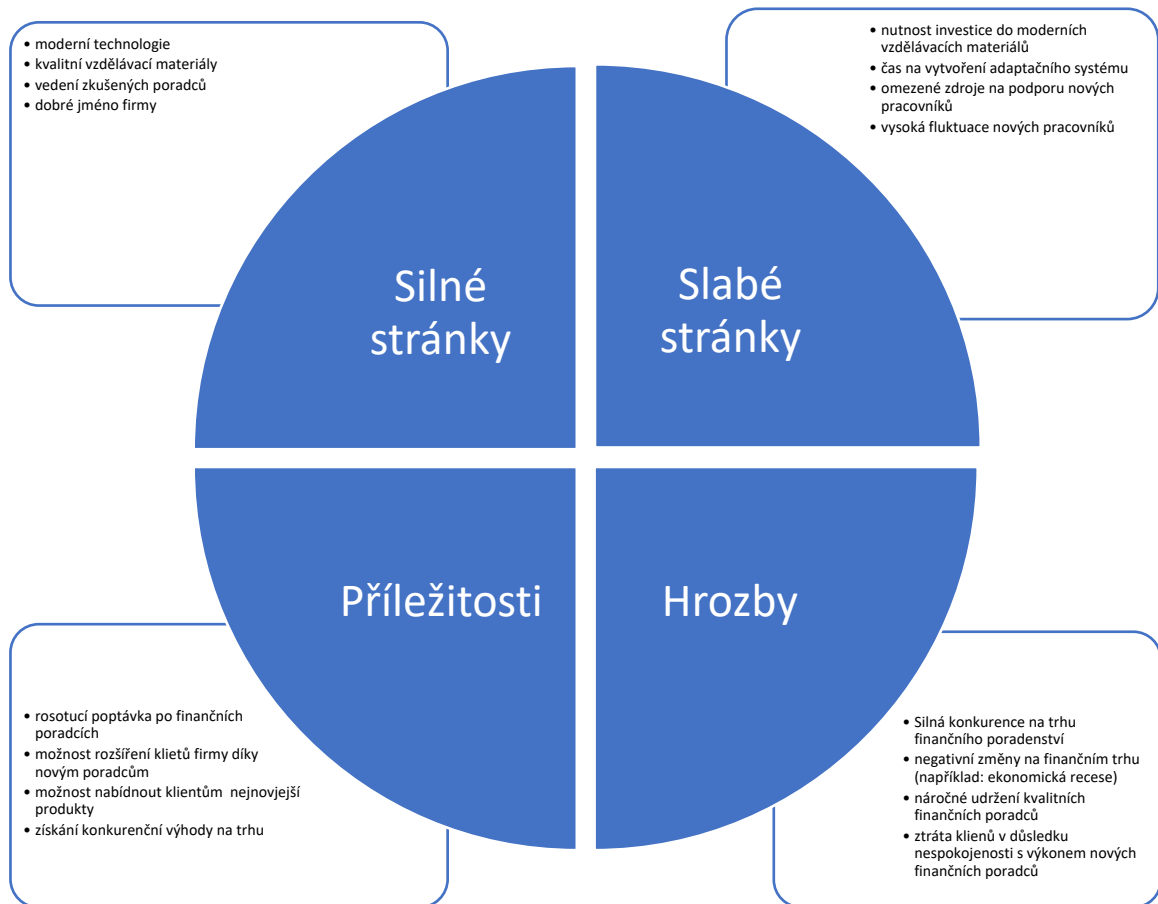 • moderní technologie
• kvalitní vzdělávací materiály
• vedení zkušených poradců
• dobré jméno firmy
• nutnost investice do moderních
vzdělávacích materiálů
• čas na vytvoření adaptačního systému
• omezené zdroje na podporu nových
pracovníků
• vysoká fluktuace nových pracovníků
Silné
stránky
Slabé
stránky
Příležitosti
Hrozby
• rosotucí poptávka po finančních
poradcích
• možnost rozšíření klietů firmy díky
novým poradcům
• možnost nabídnout klientům nejnovjejší
produkty
• získání konkurenční výhody na trhu
• Silná konkurence na trhu
finančního poradenství
• negativní změny na finančním trhu
(například: ekonomická recese)
• náročné udržení kvalitních
finančních poradců
• ztráta klienů v důsledku
nespokojenosti s výkonem nových
finančních poradců